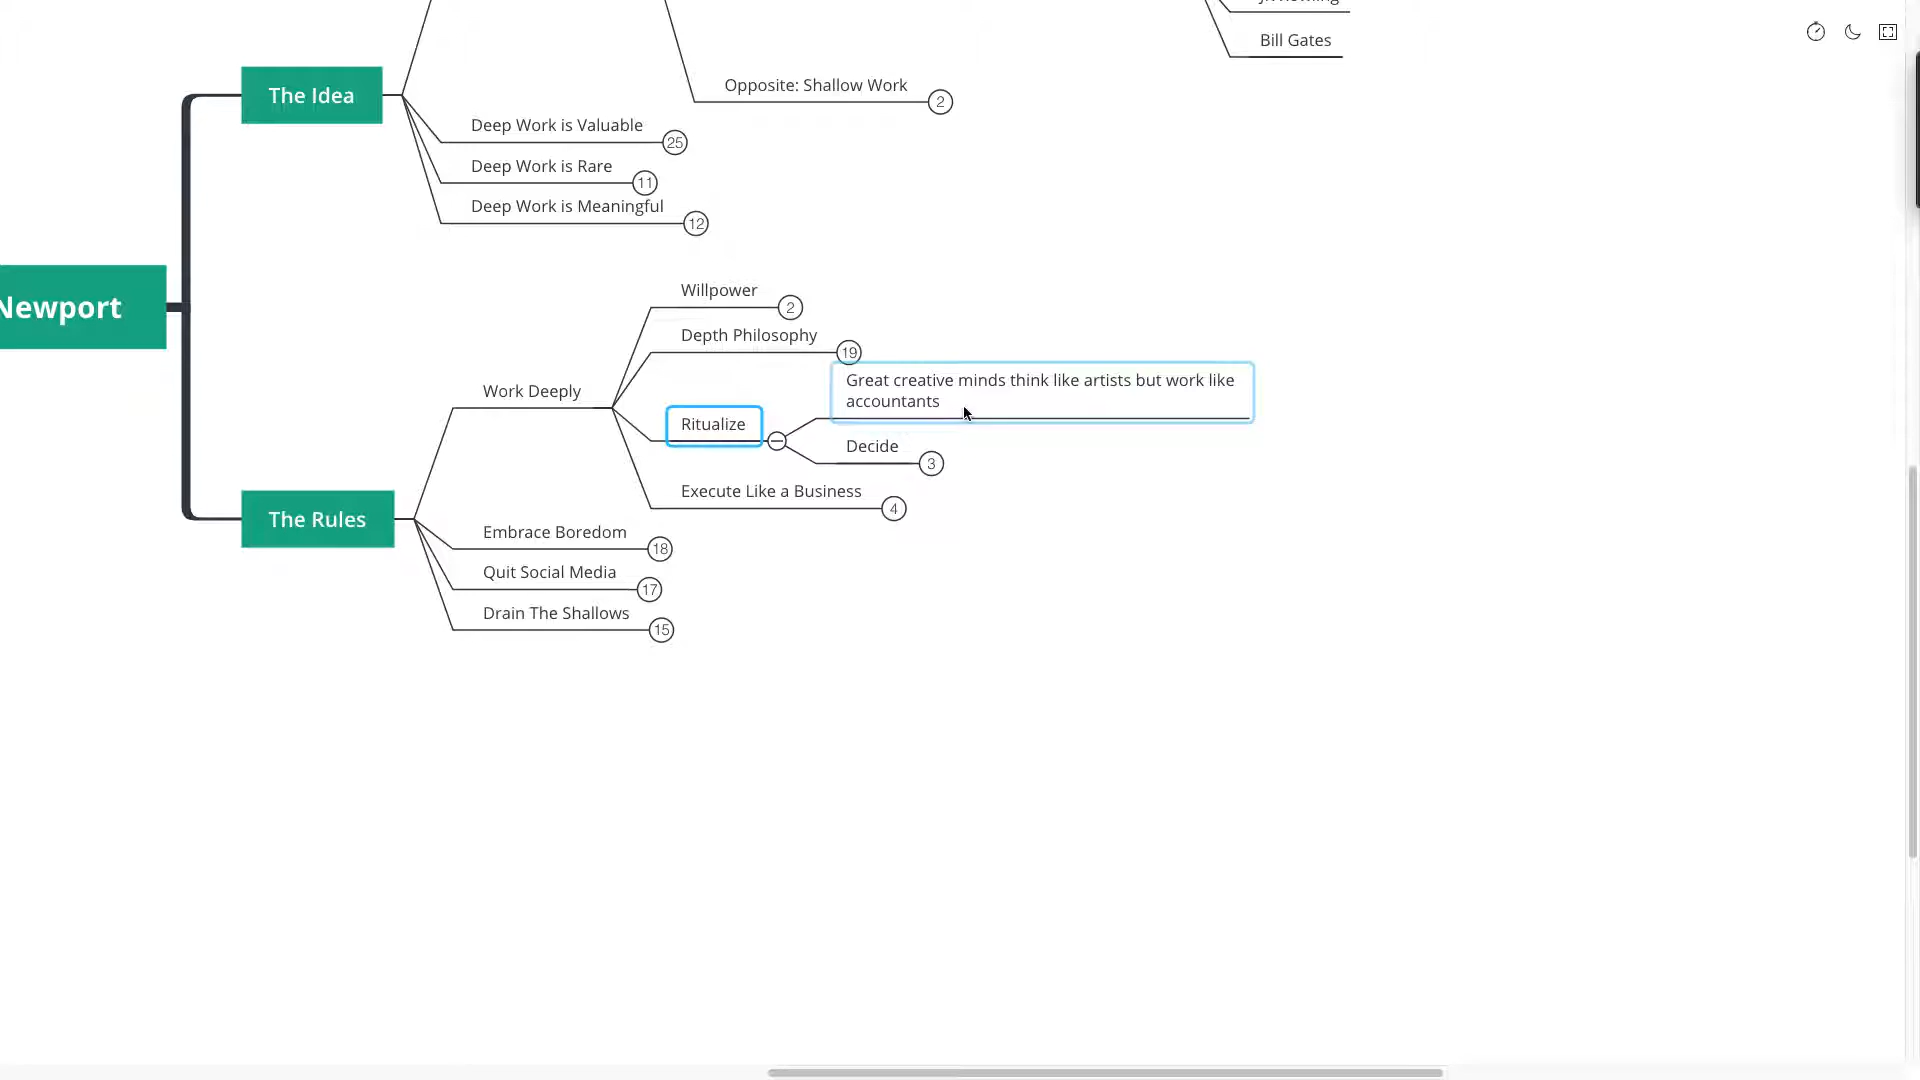 Bill Gates
The Idea
Opposite: Shallow Work
2
Deep Work is Valuable
25
Deep Work is Rare
11
Deep Work is Meaningful
12
Newport
Willpower
2
Depth Philosophy
19
Work Deeply
Great creative minds think like artists but work like
accountants
Ritualize
Decide
3
Execute Like a Business
4
The Rules
Embrace Boredom
18
Quit Social Media
17
Drain The Shallows
15